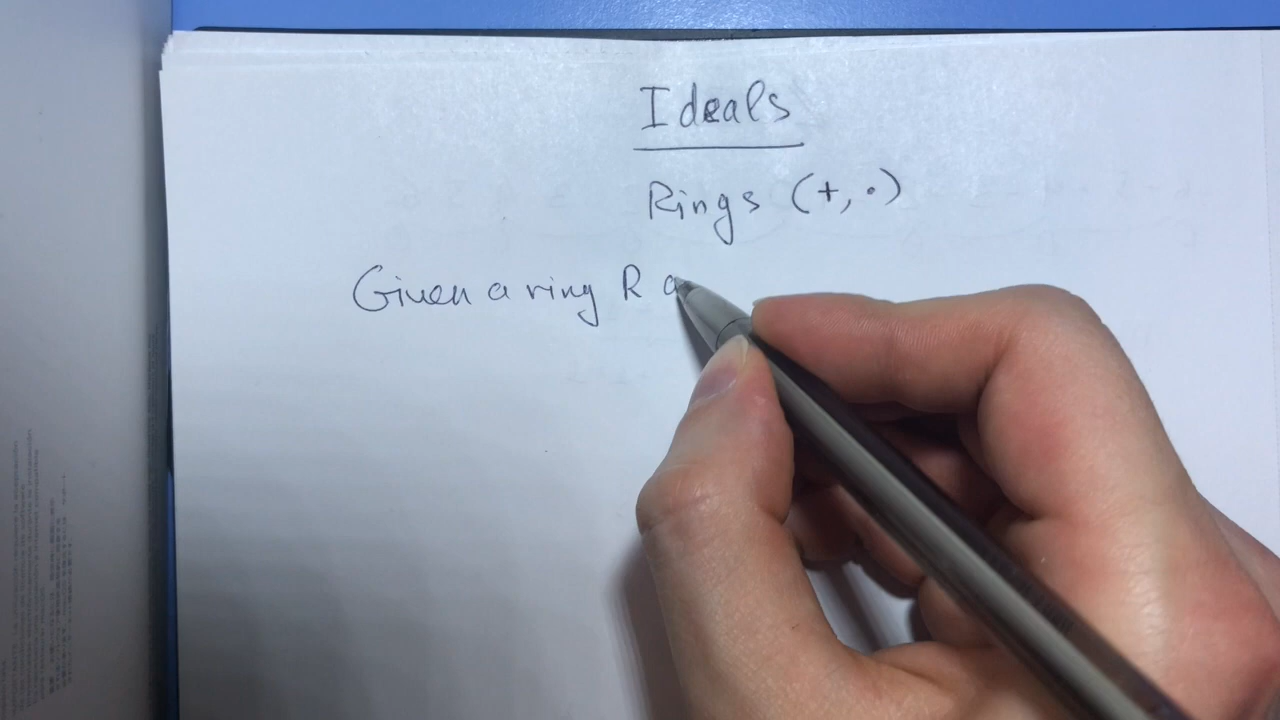 Ideals
Rings (+, •)
Given a ring R a